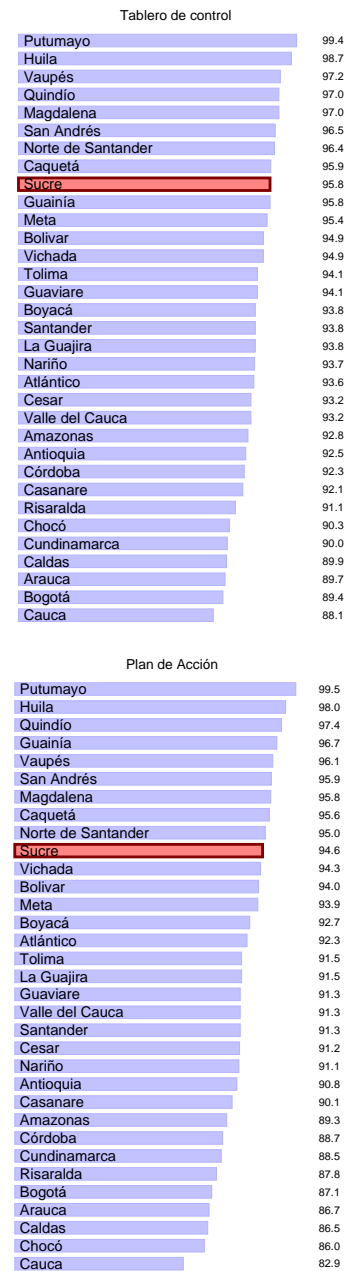 Tablero de control
Putumayo 99.4
Huila 98.7
Vaupés 97.2
Quindío 97.0
Magdalena 97.0
San Andrés 96.5
Norte de Santander 96.4
Caquetá 95.9
Sucre 95.8
Guainía 95.8
Meta 95.4
Bolivar 94.9
Vichada 94.9
Tolima 94.1
Guaviare 94.1
Boyacá 93.8
Santander 93.8
La Guajira 93.8
Nariño 93.7
Atlántico 93.6
Cesar 93.2
Valle del Cauca 93.2
Amazonas 92.8
Antioquia 92.5
Córdoba 92.3
Casanare 92.1
Risaralda 91.1
Chocó 90.3
Cundinamarca 90.0
Caldas 89.9
Arauca 89.7
Bogotá 89.4
Cauca 88.1
Plan de Acción
Putumayo 99.5
Huila 98.0
Quindío 97.4
Guainía 96.7
Vaupés 96.1
San Andrés 95.9
Magdalena 95.8
Caquetá 95.6
Norte de Santander 95.0
Sucre 94.6
Vichada 94.3
Bolivar 94.0
Meta 93.9
Boyacá 92.7
Atlántico 92.3
Tolima 91.5
La Guajira 91.5
Guaviare 91.3
Valle del Cauca 91.3
Santander 91.3
Cesar 91.2
Nariño 91.1
Antioquia 90.8
Casanare 90.1
Amazonas 89.3
Córdoba 88.7
Cundinamarca 88.5
Risaralda 87.8
Bogotá 87.1
Arauca 86.7
Caldas 86.5
Chocó 86.0
Cauca 82.9